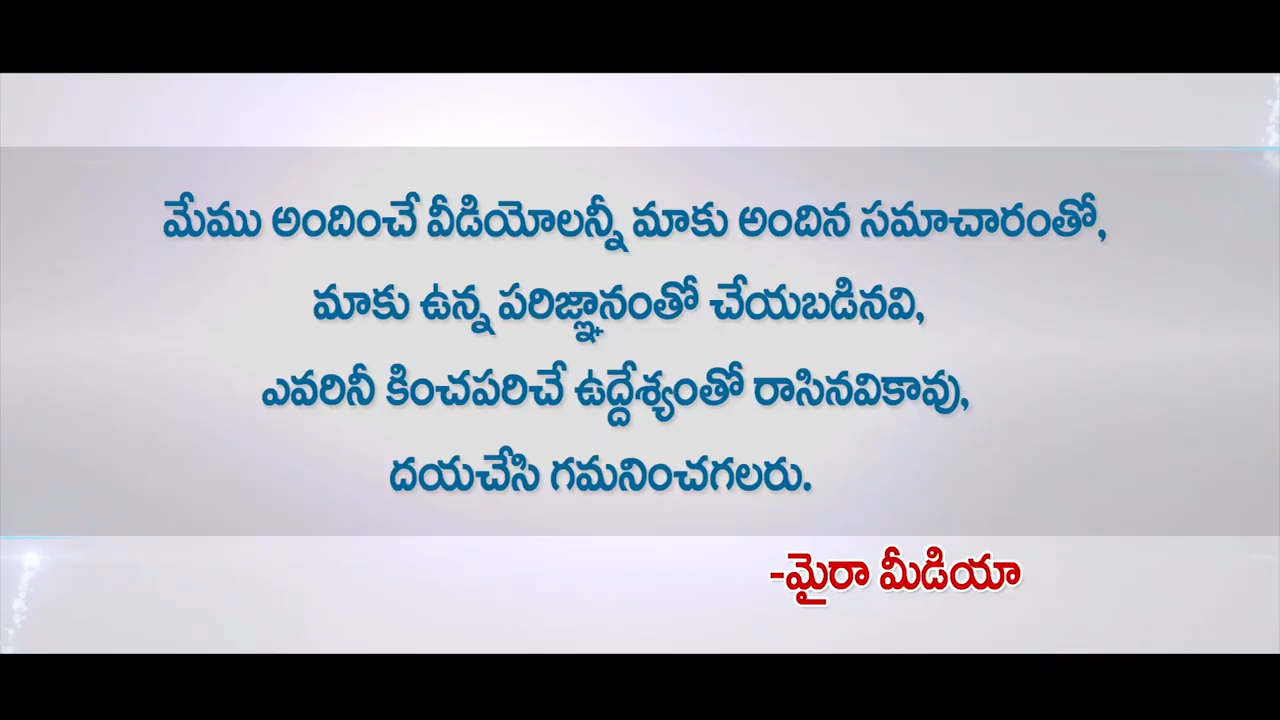 మేము అందించే వీడియోలన్నీ మాకు అందిన సమాచారంతో,
మాకు ఉన్న పరిజ్ఞానంతో చేయబడినవి,
ఎవరినీ కించపరిచే ఉద్దేశ్యంతో రాసినవికావు,
దయచేసి గమనించగలరు.
-మైరా మీడియా